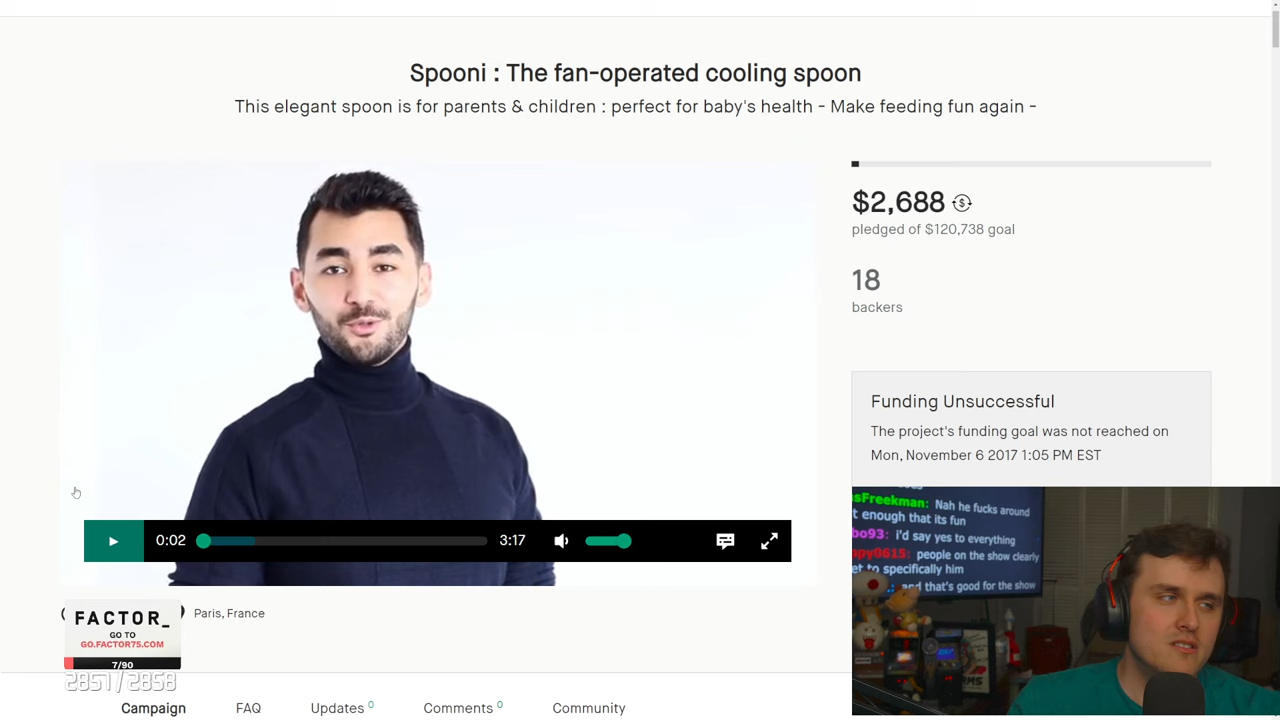 Spooni : The fan-operated cooling spoon
This elegant spoon is for parents & children : perfect for baby's health - Make feeding fun again -
$2,688
pledged of $120,738 goal
18
backers
Funding Unsuccessful
The project's funding goal was not reached on
Mon, November 6 2017 1:05 PM EST
0:02
3:17
Paris, France
FACTOR_
GO TO
GO.FACTOR75.COM
7/90
2857/2858
sFreekman: Nah he fucks around
t enough that its fun
bo93: i'd say yes to everything
ppy0615: people on the show clearly
et to specifically him
and that's good for the show
Campaign
FAQ
Updates 0
Comments 0
Community